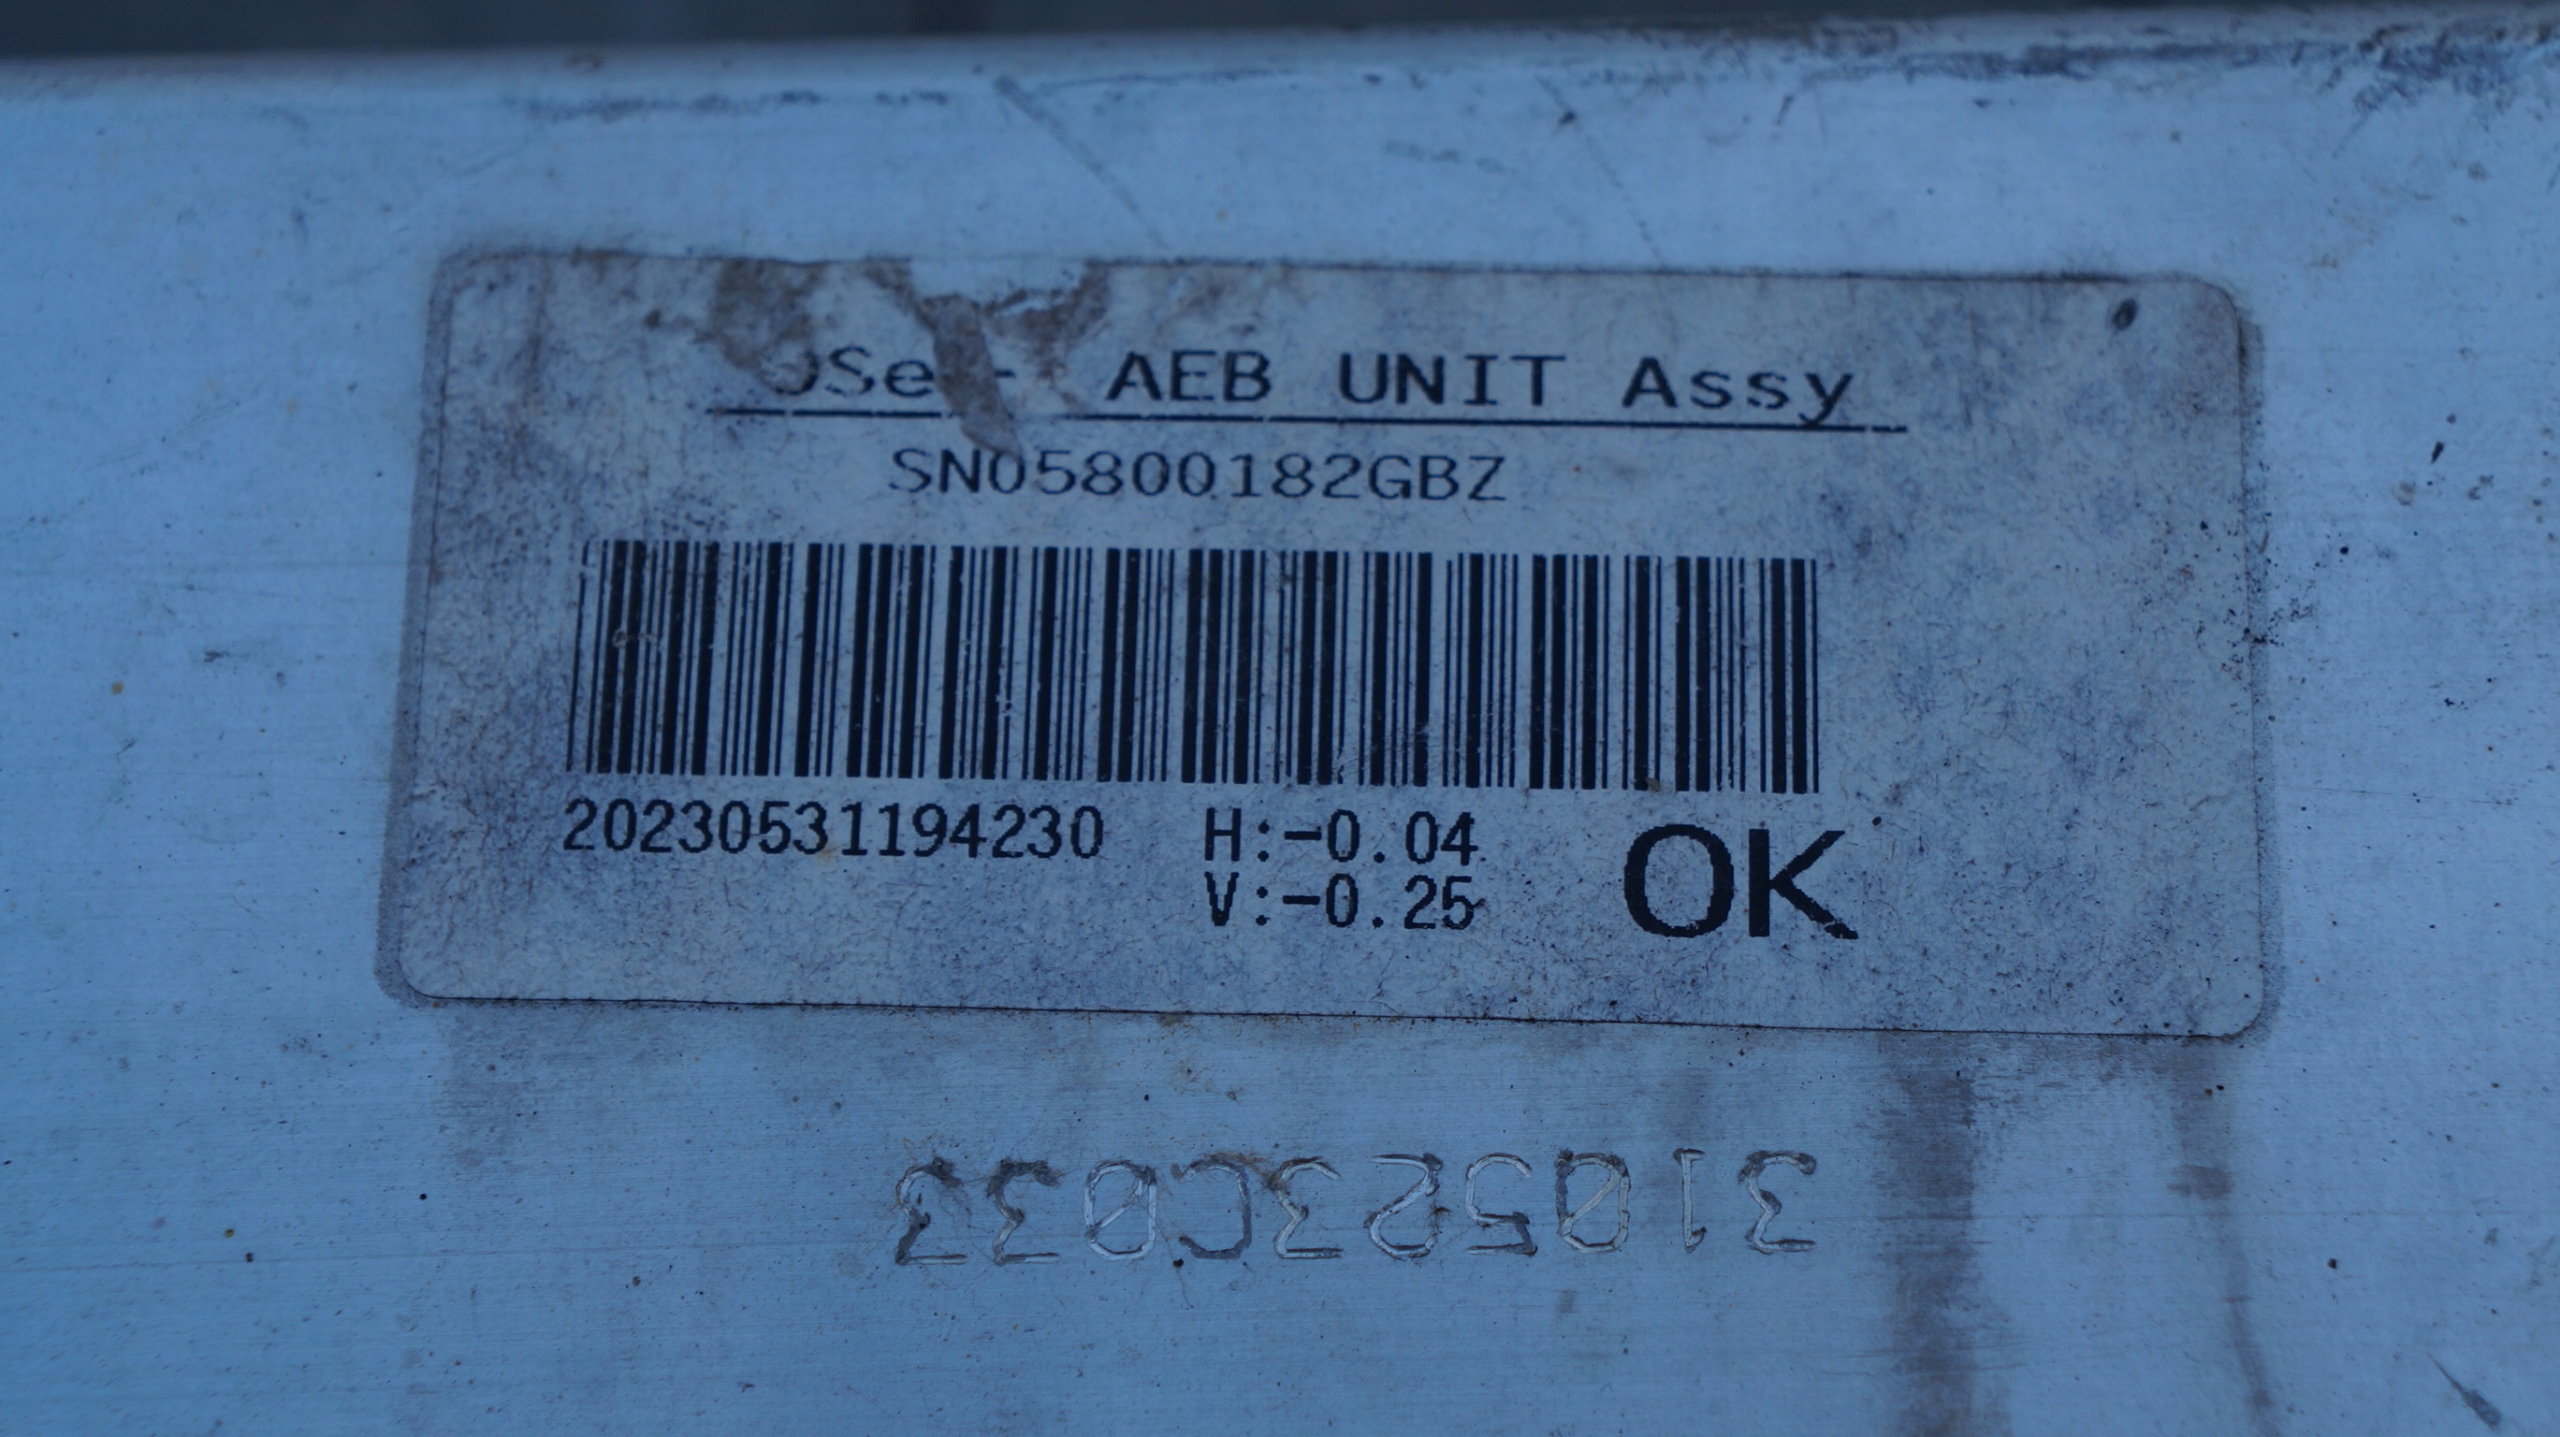 AEB UNIT Assy
SN05800182GBZ
20230531194230
H:-0.04
V:-0.25
OK
310523C033